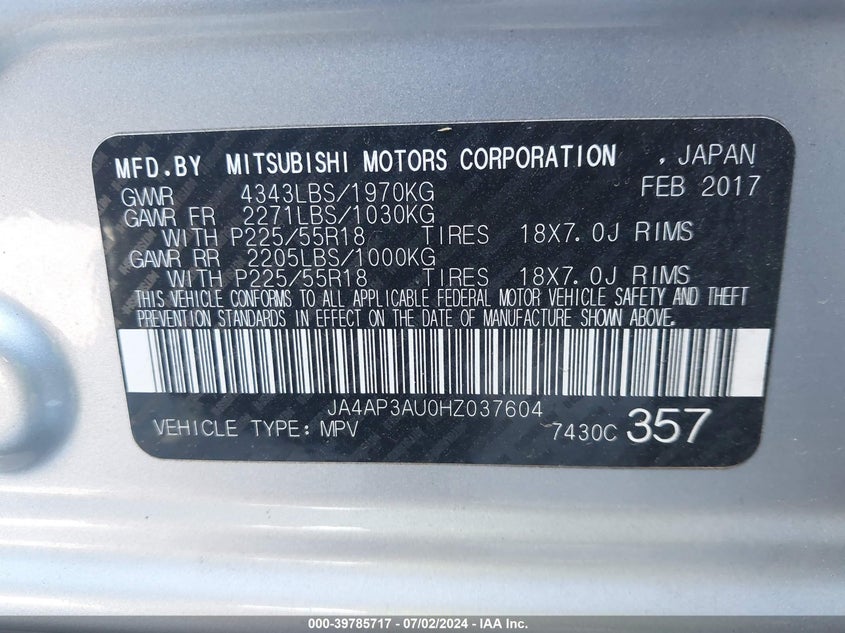 MFD.BY MITSUBISHI MOTORS CORPORATION , JAPAN
GVWR 4343LBS/1970KG FEB 2017
GAWR FR 2271LBS/1030KG
WITH P225/55R18 TIRES 18X7.0J RIMS
GAWR RR 2205LBS/1000KG
WITH P225/55R18 TIRES 18X7.0J RIMS
THIS VEHICLE CONFORMS TO ALL APPLICABLE FEDERAL MOTOR VEHICLE SAFETY AND THEFT
PREVENTION STANDARDS IN EFFECT ON THE DATE OF MANUFACTURE SHOWN ABOVE.
JA4AP3AU0HZ037604
VEHICLE TYPE: MPV 7430C 357
000-39785717 - 07/02/2024 - IAA Inc.